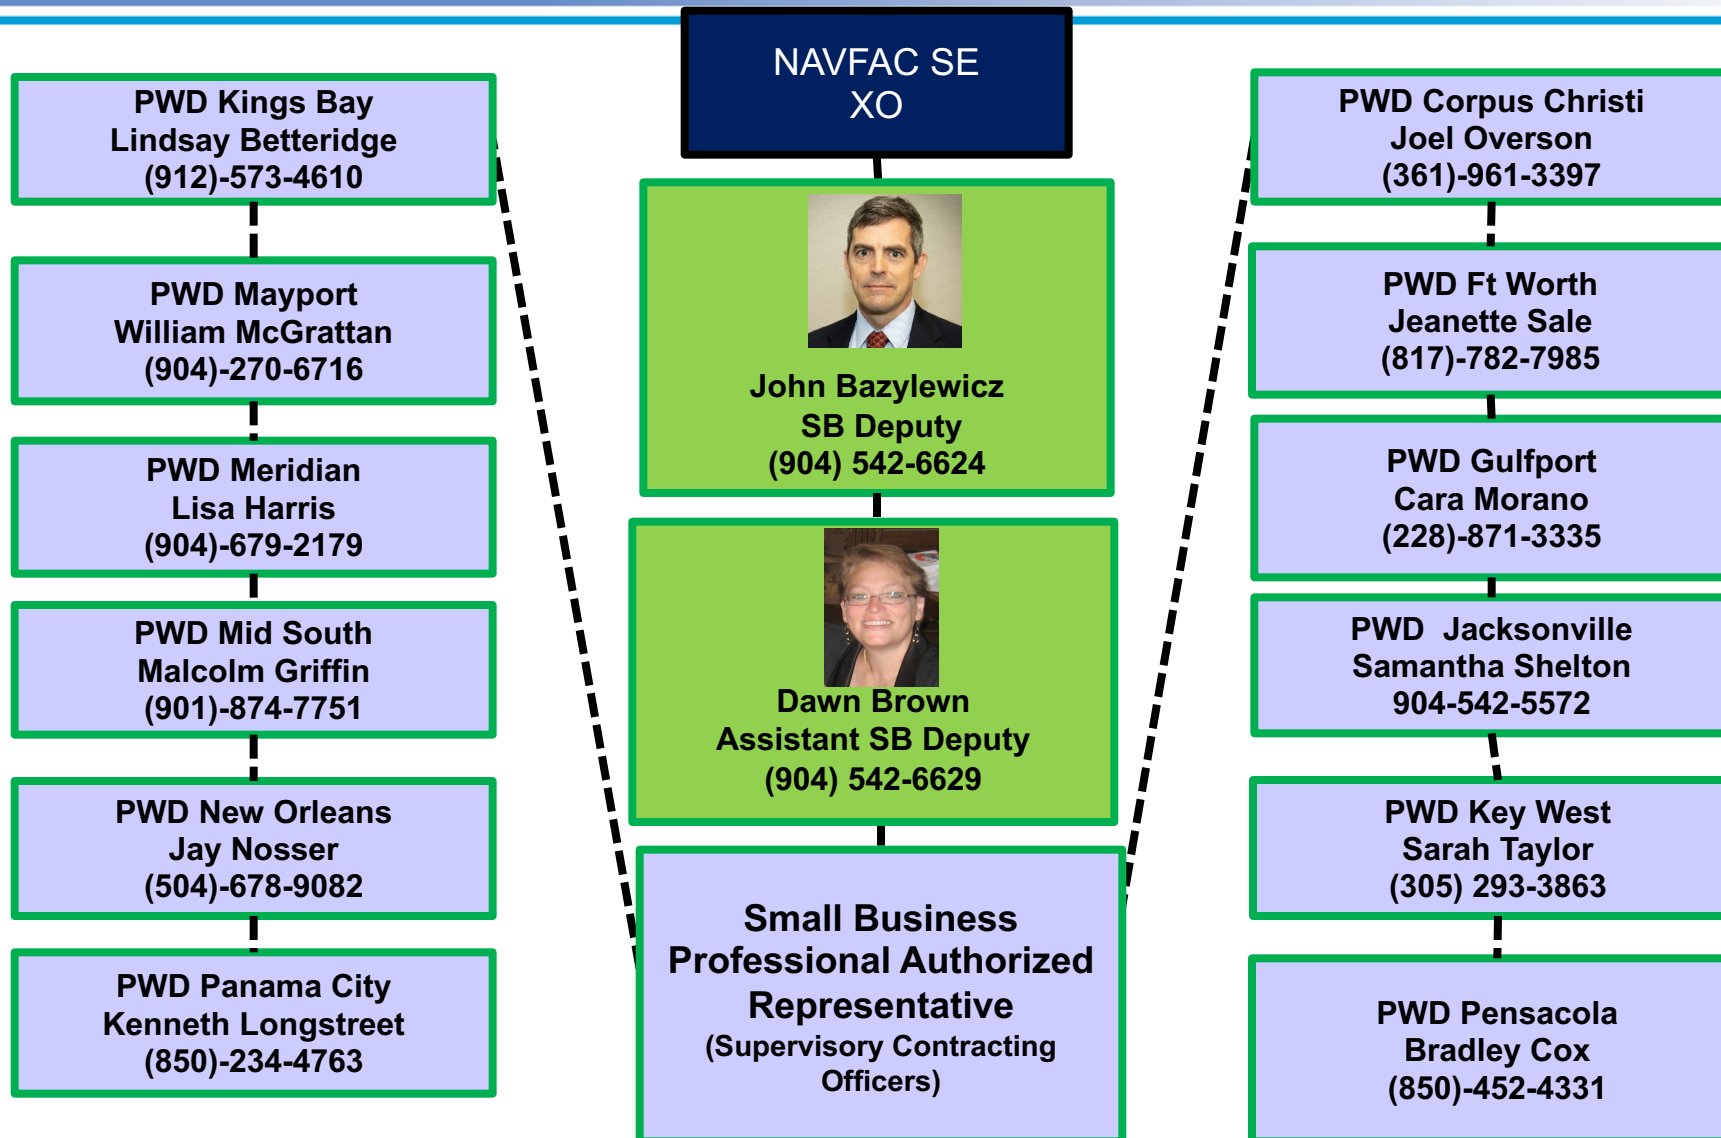 NAVFAC SE
XO
PWD Kings Bay
Lindsay Betteridge
(912)-573-4610
PWD Mayport
William McGrattan
(904)-270-6716
PWD Meridian
Lisa Harris
(904)-679-2179
PWD Mid South
Malcolm Griffin
(901)-874-7751
PWD New Orleans
Jay Nosser
(504)-678-9082
PWD Panama City
Kenneth Longstreet
(850)-234-4763
John Bazylewicz
SB Deputy
(904) 542-6624
Dawn Brown
Assistant SB Deputy
(904) 542-6629
Small Business
Professional Authorized
Representative
(Supervisory Contracting
Officers)
PWD Corpus Christi
Joel Overson
(361)-961-3397
PWD Ft Worth
Jeanette Sale
(817)-782-7985
PWD Gulfport
Cara Morano
(228)-871-3335
PWD  Jacksonville
Samantha Shelton
904-542-5572
PWD Key West
Sarah Taylor
(305) 293-3863
PWD Pensacola
Bradley Cox
(850)-452-4331